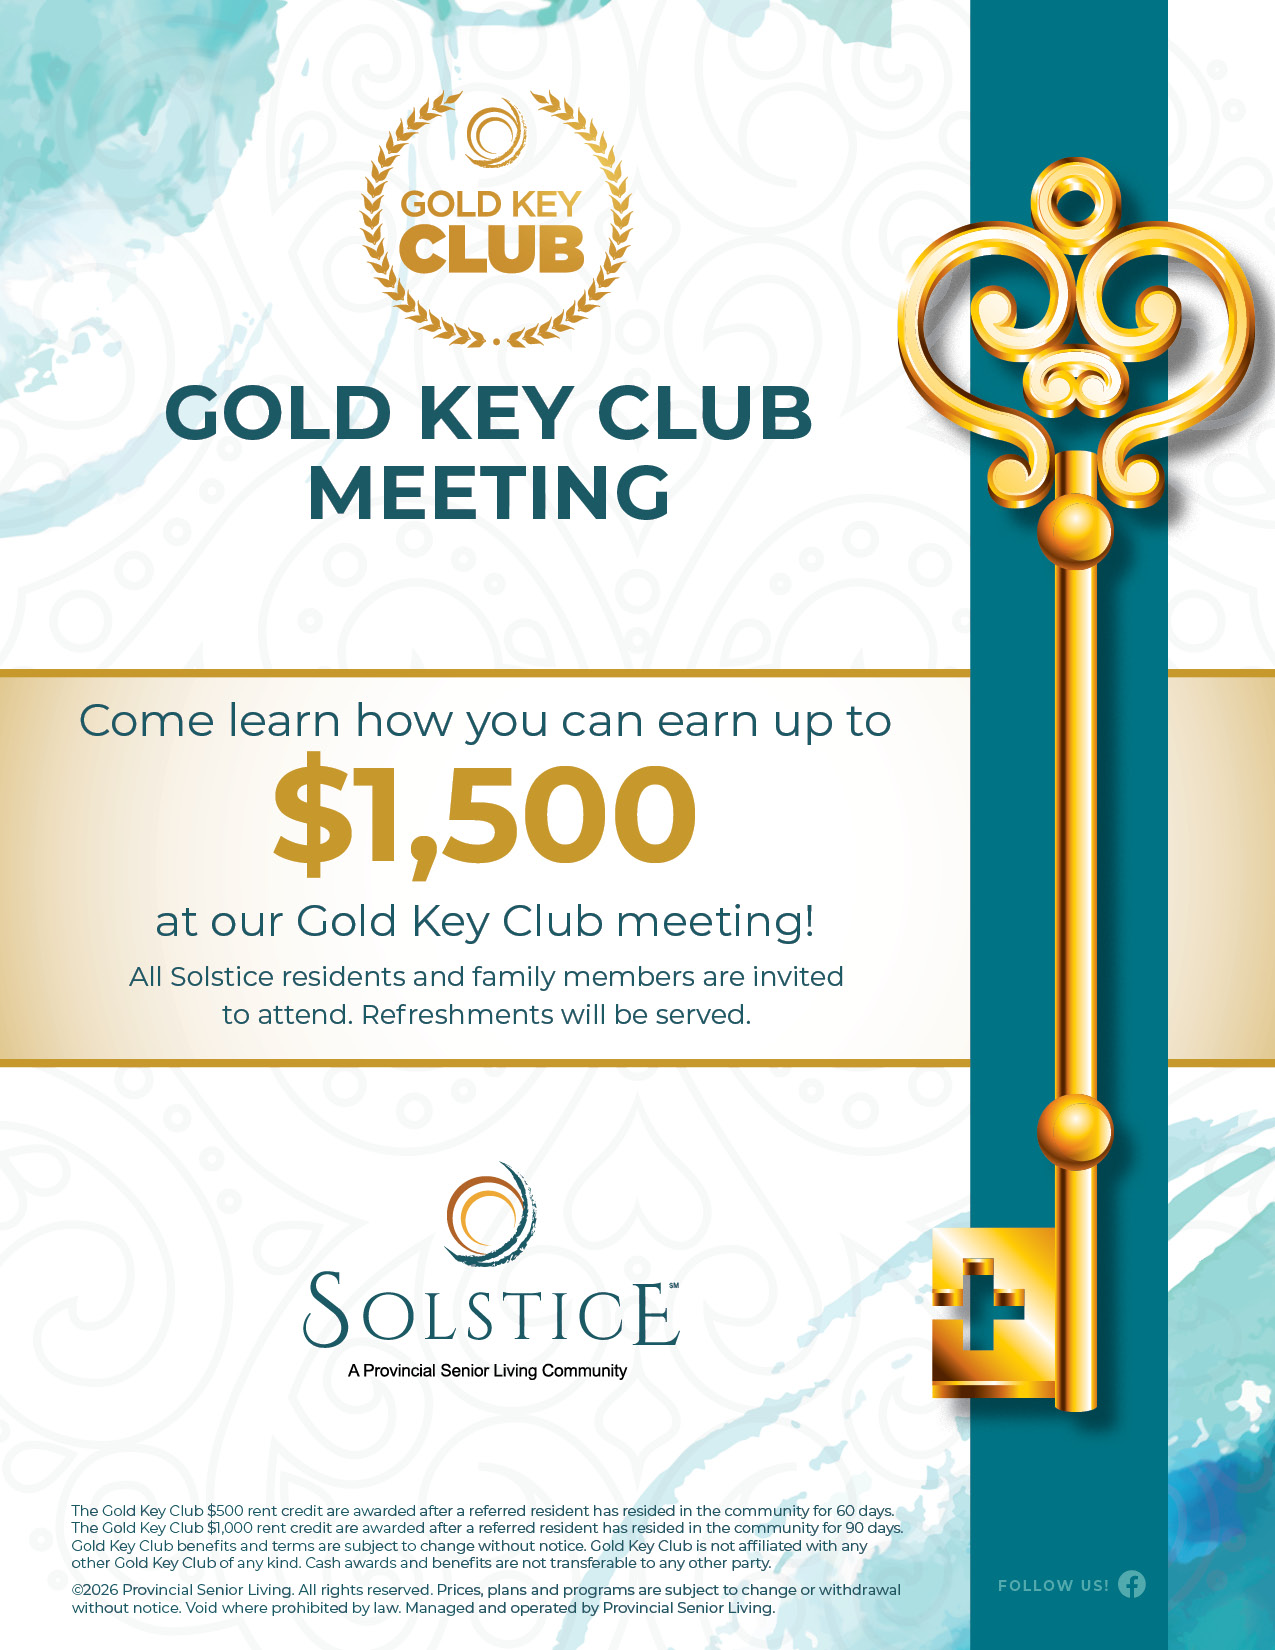 GOLD KEY
CLUB
GOLD KEY CLUB
MEETING
Come learn how you can earn up to
$1,500
at our Gold Key Club meeting!
All Solstice residents and family members are invited
to attend. Refreshments will be served.
SOLSTICE℠
A Provincial Senior Living Community
The Gold Key Club $500 rent credit are awarded after a referred resident has resided in the community for 60 days.
The Gold Key Club $1,000 rent credit are awarded after a referred resident has resided in the community for 90 days.
Gold Key Club benefits and terms are subject to change without notice. Gold Key Club is not affiliated with any
other Gold Key Club of any kind. Cash awards and benefits are not transferable to any other party.
©2026 Provincial Senior Living. All rights reserved. Prices, plans and programs are subject to change or withdrawal
without notice. Void where prohibited by law. Managed and operated by Provincial Senior Living.
FOLLOW US!